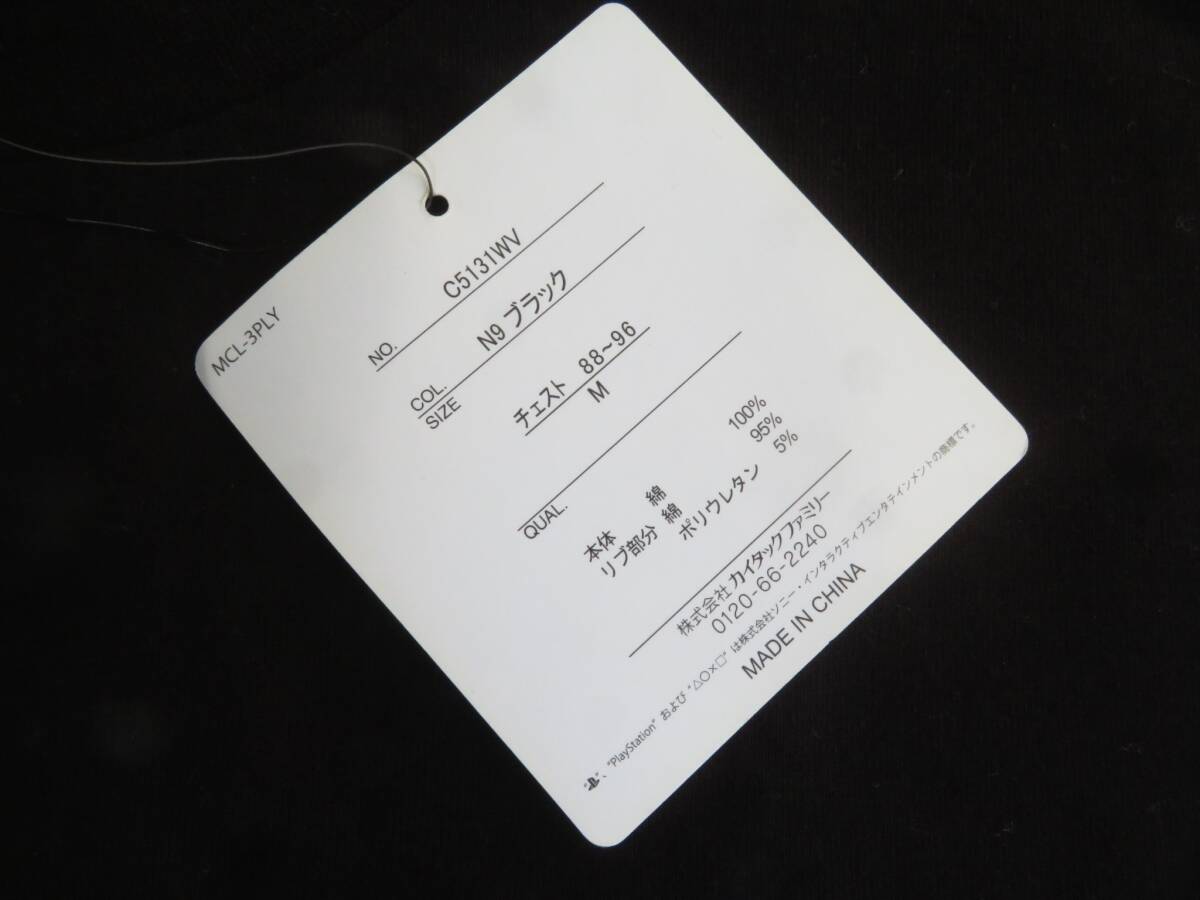 MCL-3PLY
NO. C5131WV
COL. N9 ブラック
SIZE チェスト 88~96
M
QUAL.
本体 綿 100%
リブ部分 綿 95%
ポリウレタン 5%
株式会社 カイタックファミリー
0120-66-2240
"PlayStation" および "△○×□" は株式会社ソニー・インタラクティブエンタテインメントの商標です。
MADE IN CHINA